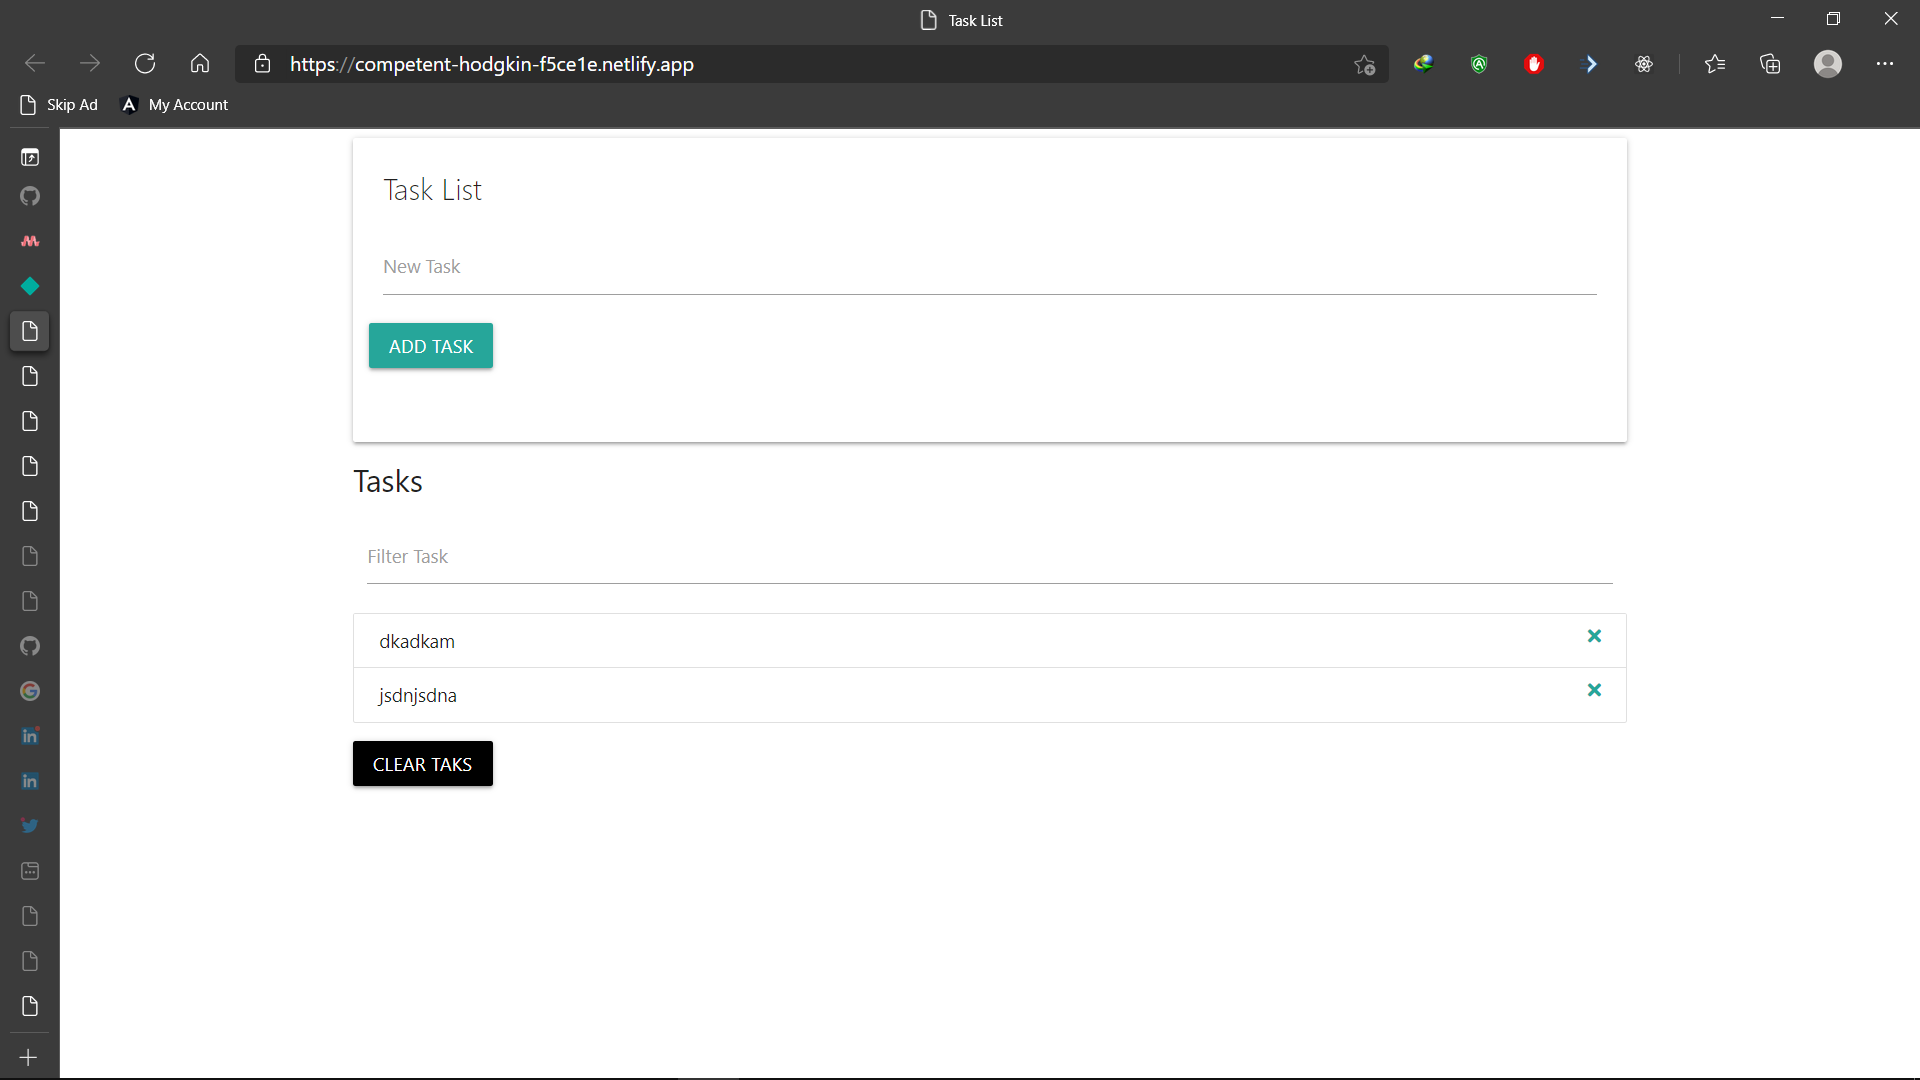 Task List
https://competent-hodgkin-f5ce1e.netlify.app
Skip Ad My Account
Task List
New Task
ADD TASK
Tasks
Filter Task
dkadkam
jsdnjsdna
CLEAR TAKS